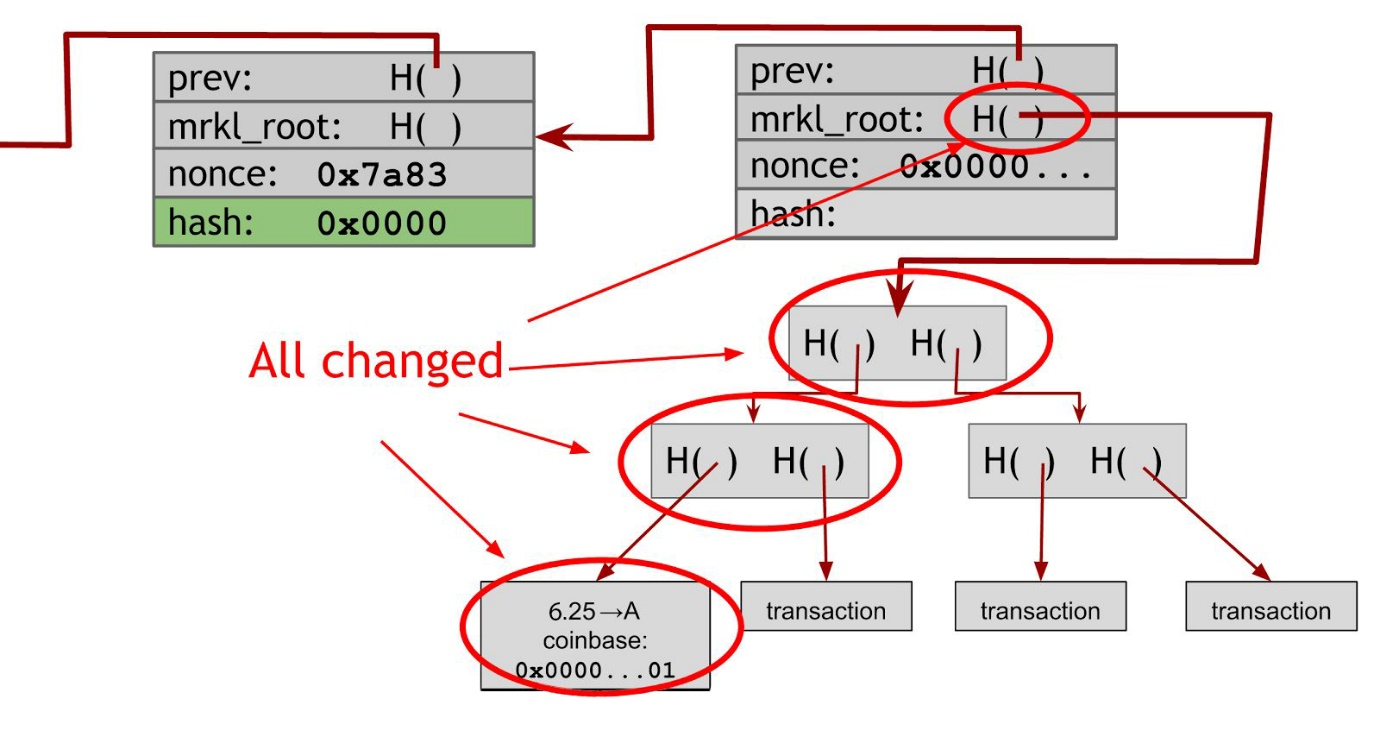 prev: H( )
mrkl_root: H( )
nonce: 0x7a83
hash: 0x0000
prev: H( )
mrkl_root: H( )
nonce: 0x0000...
hash:
All changed
H( ) H( )
H( ) H( )
H( ) H( )
6.25→A
coinbase:
0x0000...01
transaction
transaction
transaction